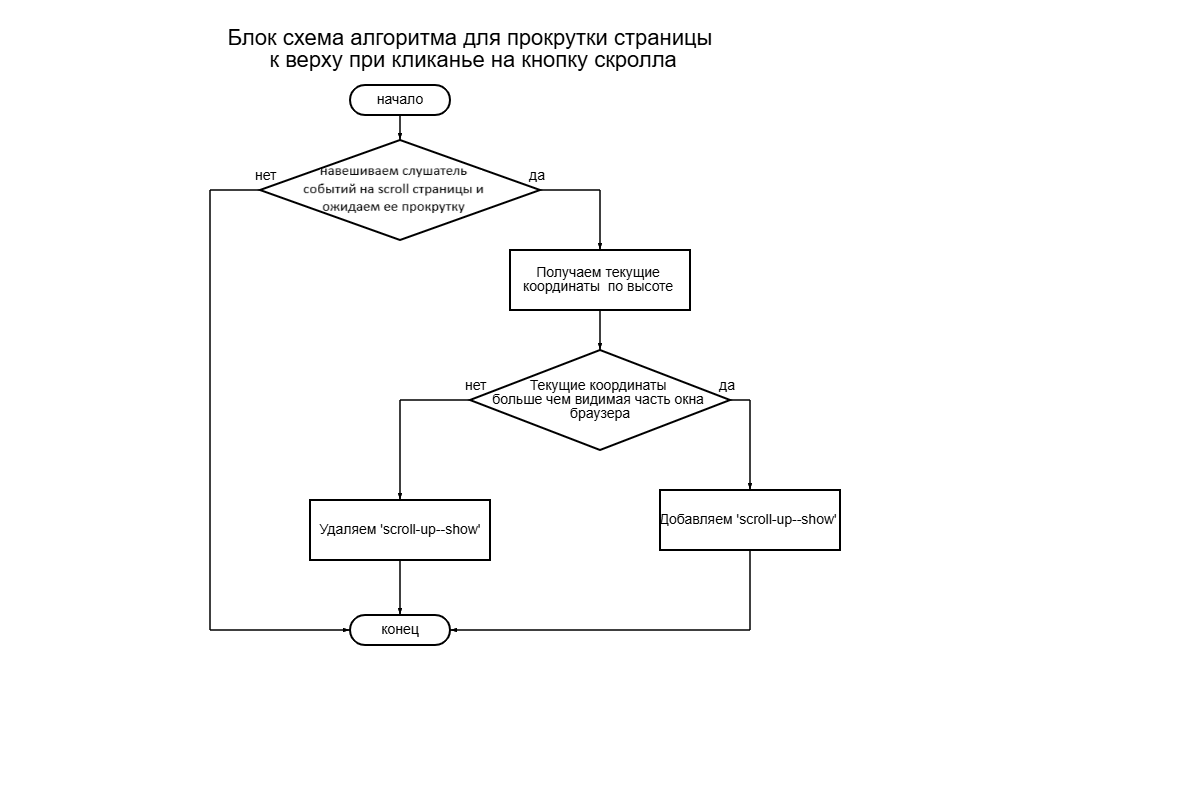 Блок схема алгоритма для прокрутки страницы
к верху при кликанье на кнопку скролла
начало
нет
да
навешиваем слушатель
событий на scroll страницы и
ожидаем ее прокрутку
Получаем текущие
координаты  по высоте
нет
да
Текущие координаты
больше чем видимая часть окна
браузера
Удаляем 'scroll-up--show'
Добавляем 'scroll-up--show'
конец